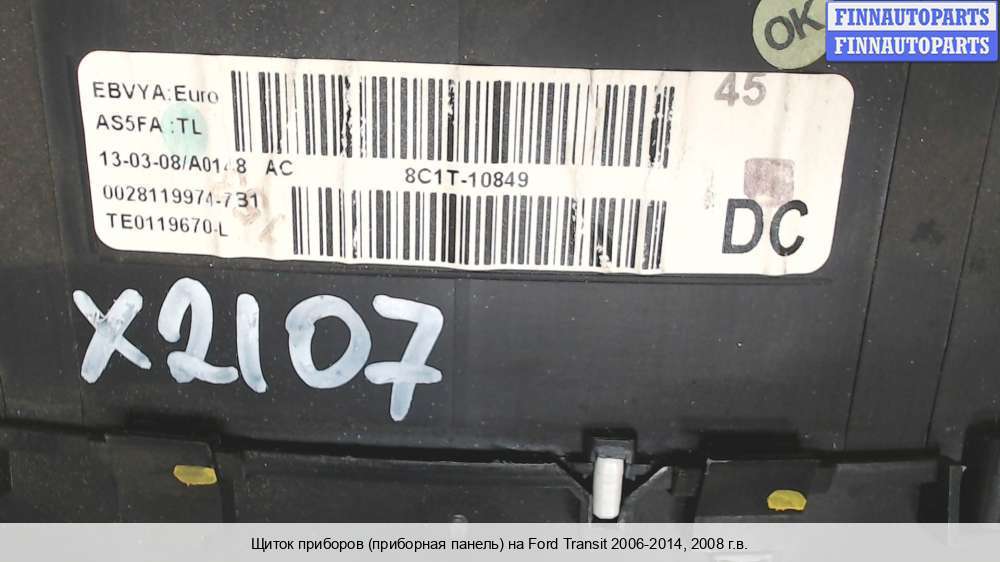 OK
FINNAUTOPARTS
FINNAUTOPARTS
EBVYA:Euro
45
AS5FA :TL
13-03-08/A0148 AC
8C1T-10849
0028119974-7B1
DC
TE0119670-L
X2107
Щиток приборов (приборная панель) на Ford Transit 2006-2014, 2008 г.в.